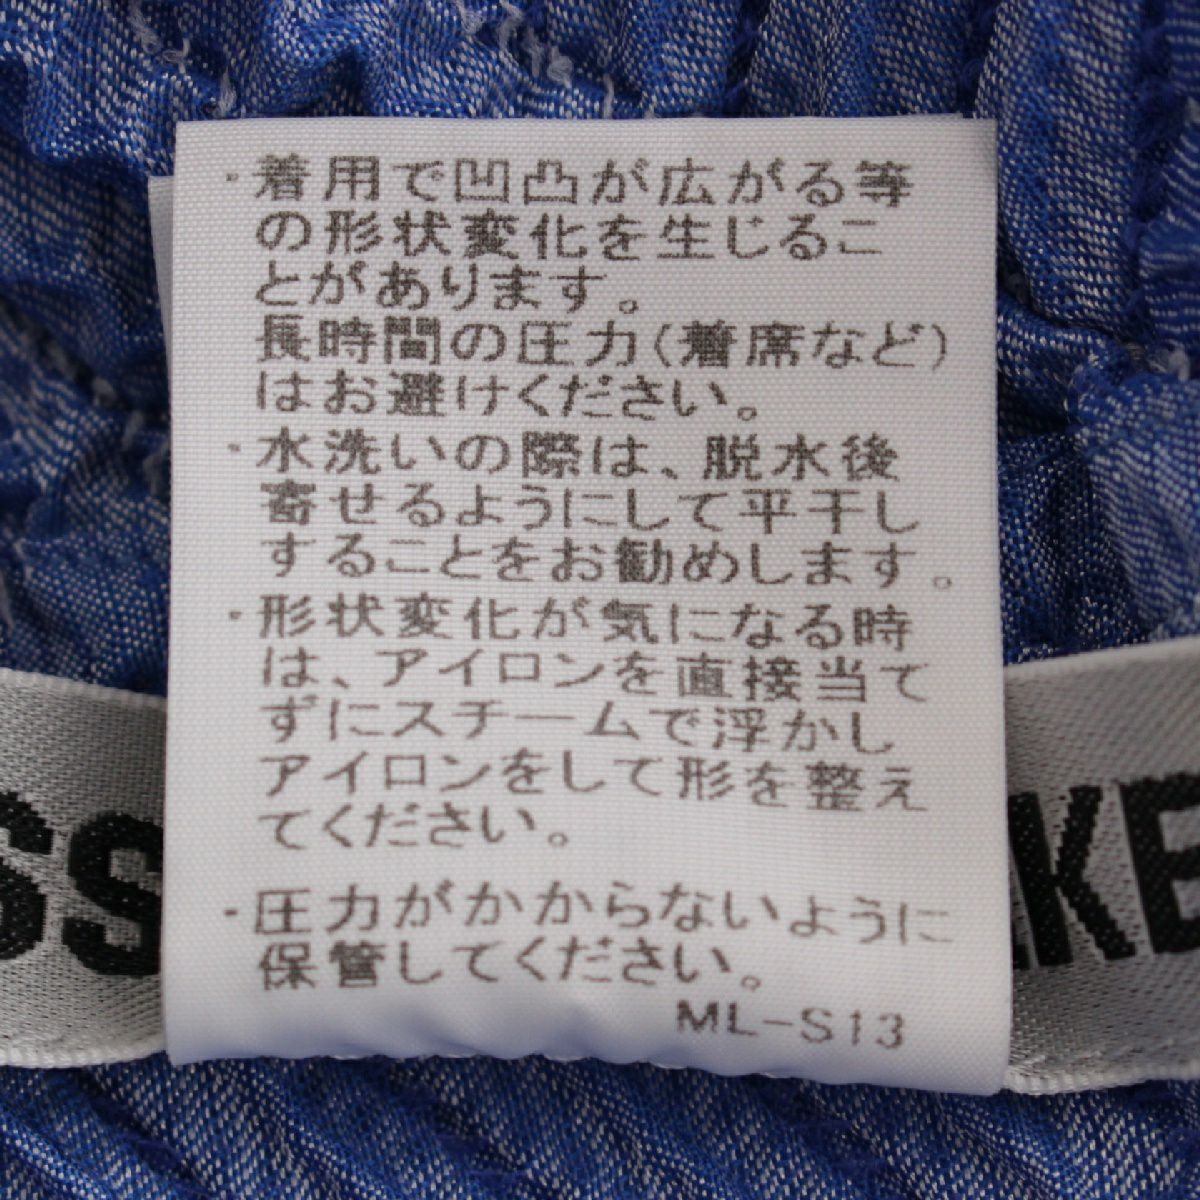 ・着用で凹凸が広がる等
の形状変化を生じるこ
とがあります。
長時間の圧力(着席など)
はお避けください。
・水洗いの際は、脱水後
寄せるようにして平干し
することをお勧めします。
・形状変化が気になる時
は、アイロンを直接当て
ずにスチームで浮かし
アイロンをして形を整え
てください。
・圧力がかからないように
保管してください。
ML-S13
SS
KE